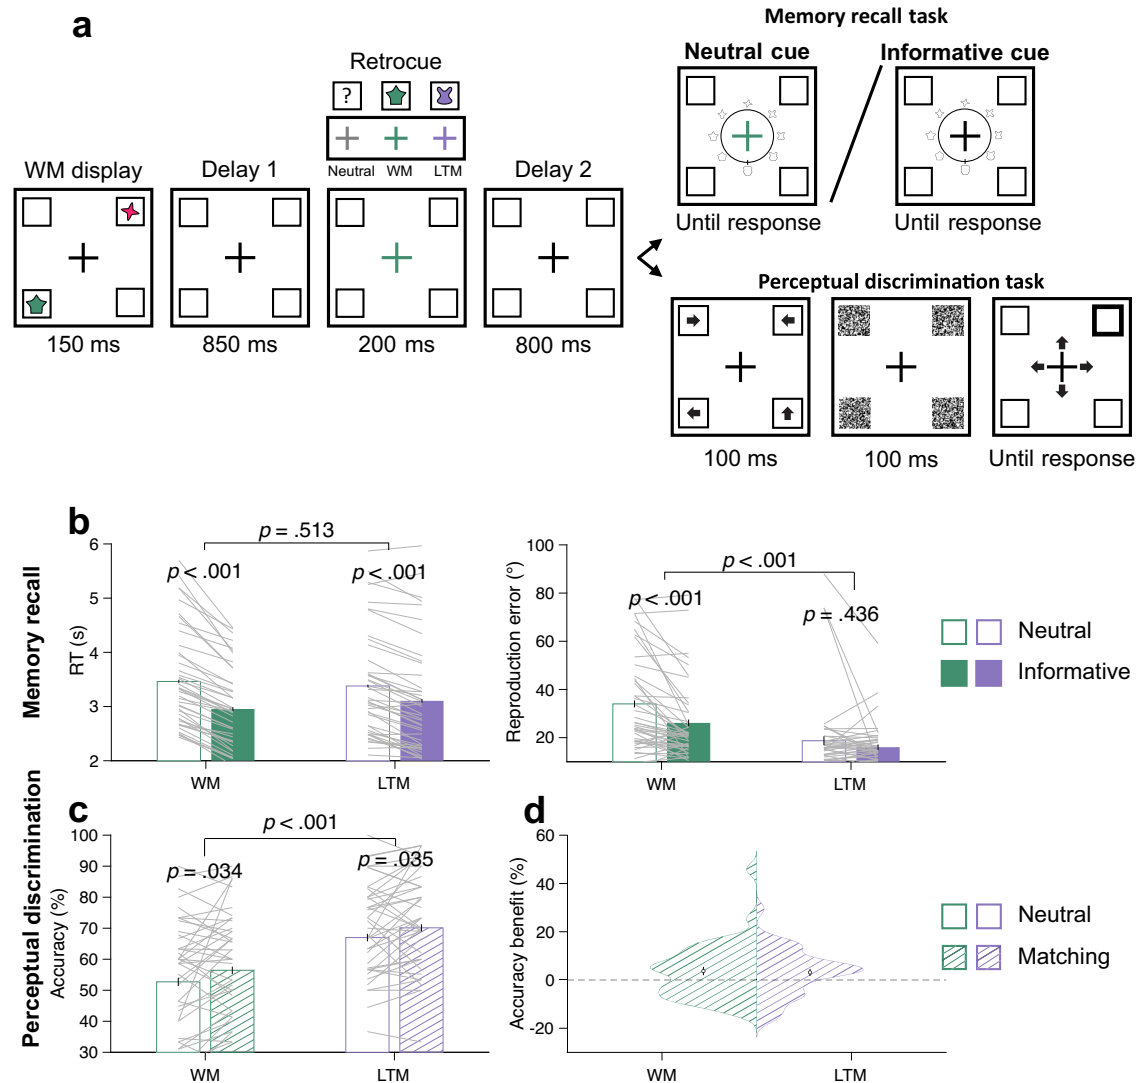 a
Memory recall task
Neutral cue
Informative cue
Retrocue
?
Neutral
WM
LTM
WM display
Delay 1
Delay 2
150 ms
850 ms
200 ms
800 ms
Until response
Until response
Perceptual discrimination task
100 ms
100 ms
Until response
b
Memory recall
RT (s)
6
5
4
3
2
p = .513
p < .001
p < .001
WM
LTM
Reproduction error (°)
100
80
60
40
20
p < .001
p < .001
p = .436
WM
LTM
Neutral
Informative
c
Perceptual discrimination
Accuracy (%)
100
90
80
70
60
50
40
30
p < .001
p = .034
p = .035
WM
LTM
d
Accuracy benefit (%)
60
40
20
0
-20
WM
LTM
Neutral
Matching